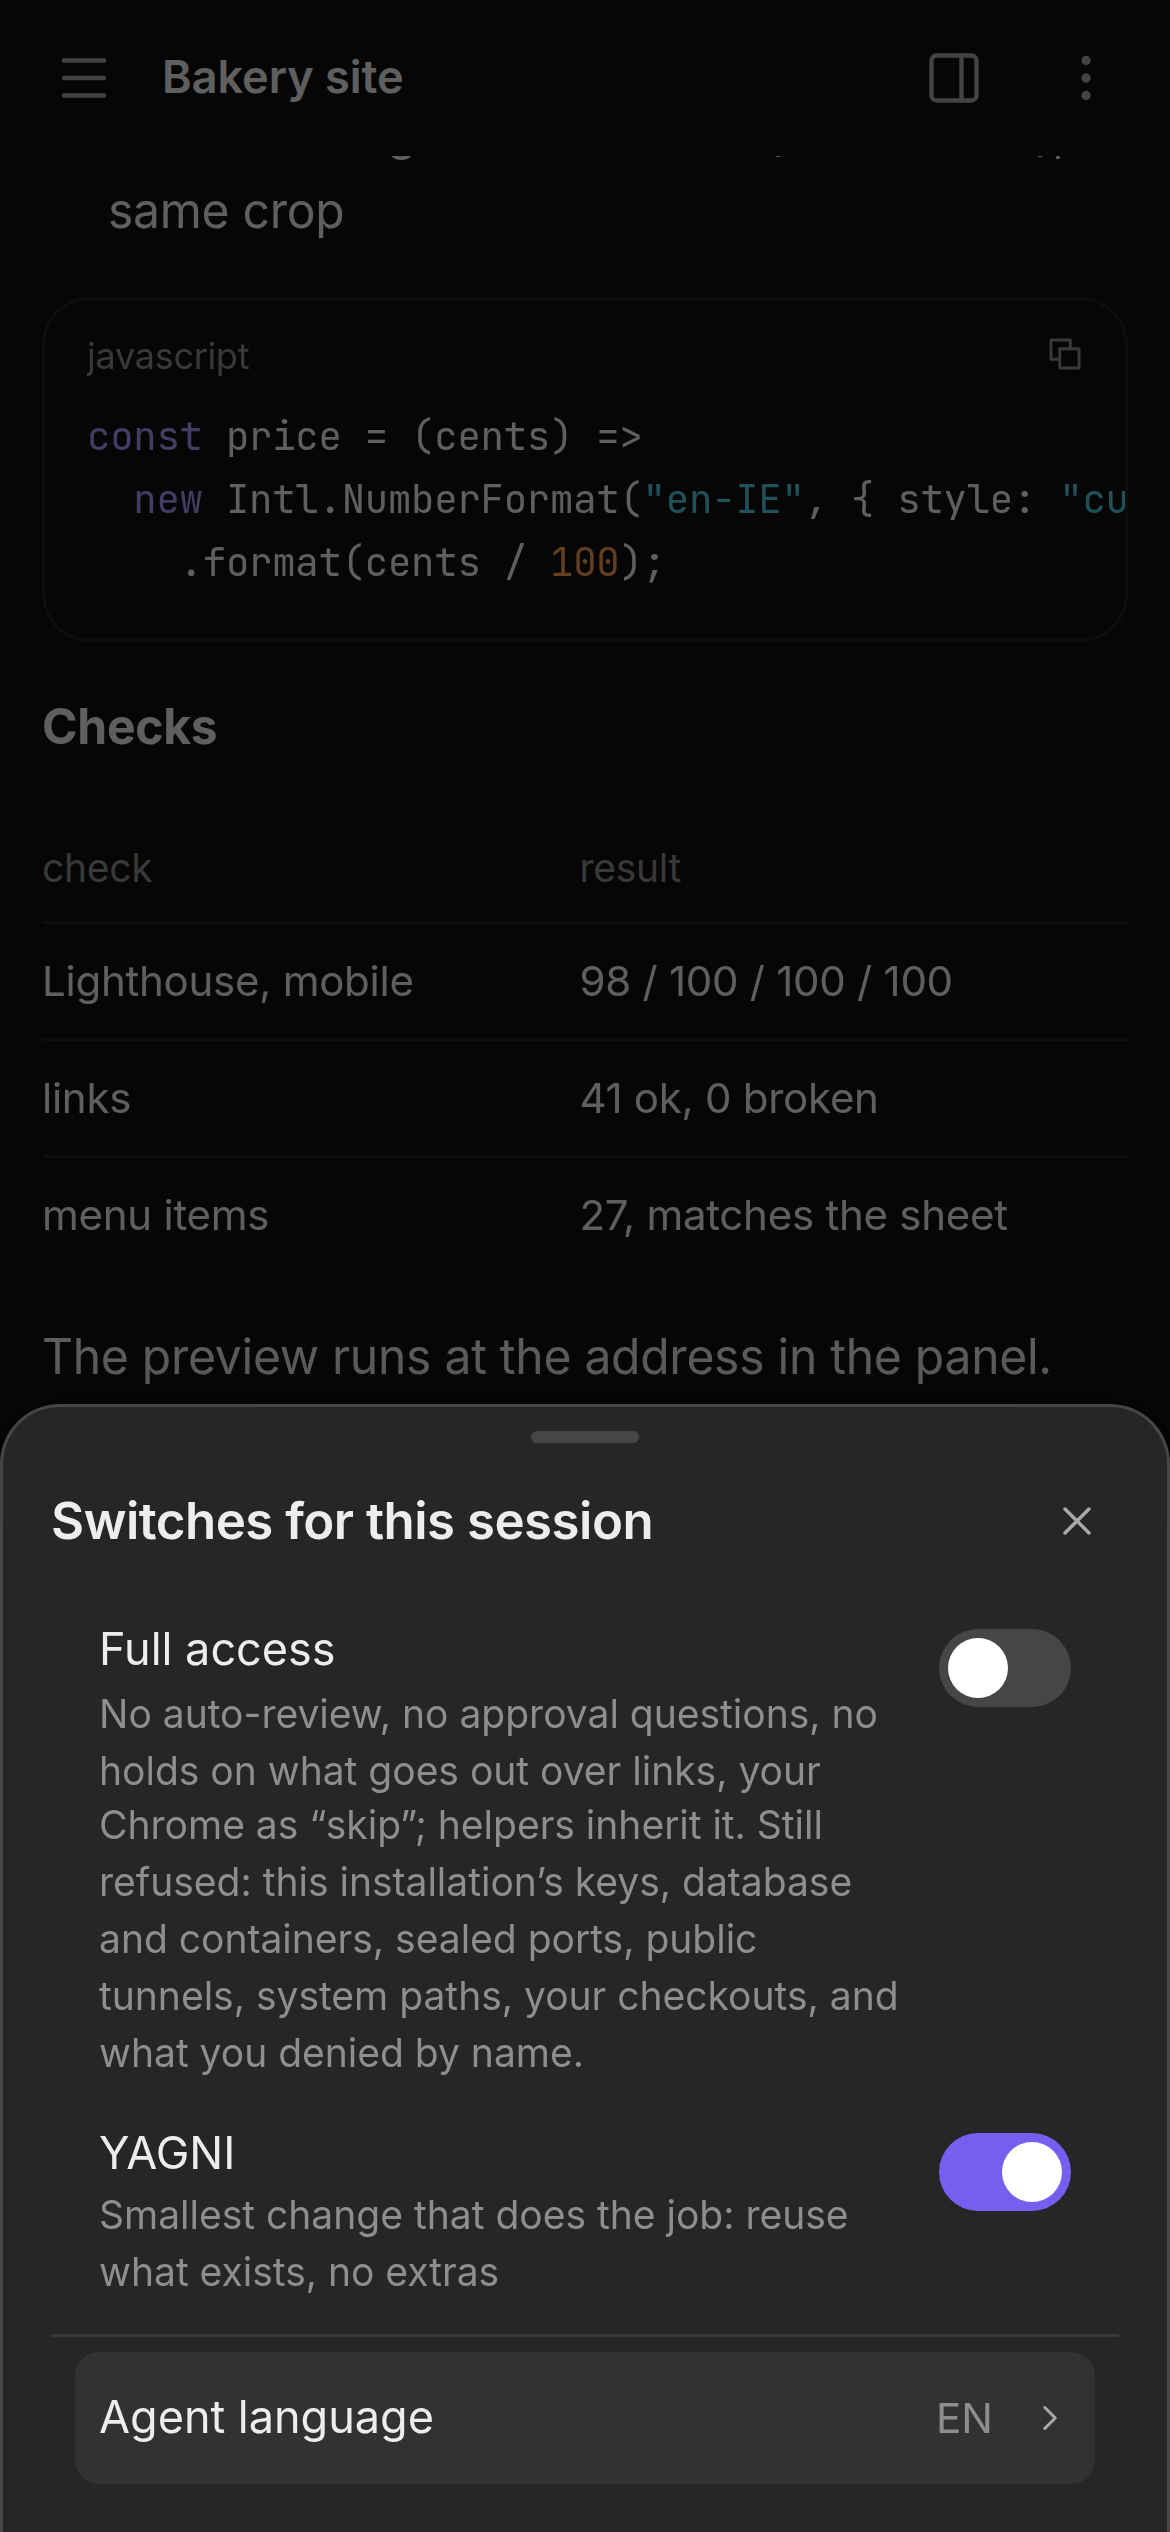 Bakery site
same crop
javascript
const price = (cents) =>
new Intl.NumberFormat("en-IE", { style: "cu
.format(cents / 100);
Checks
check result
Lighthouse, mobile 98 / 100 / 100 / 100
links 41 ok, 0 broken
menu items 27, matches the sheet
The preview runs at the address in the panel.
Switches for this session
Full access
No auto-review, no approval questions, no
holds on what goes out over links, your
Chrome as “skip”; helpers inherit it. Still
refused: this installation’s keys, database
and containers, sealed ports, public
tunnels, system paths, your checkouts, and
what you denied by name.
YAGNI
Smallest change that does the job: reuse
what exists, no extras
Agent language EN